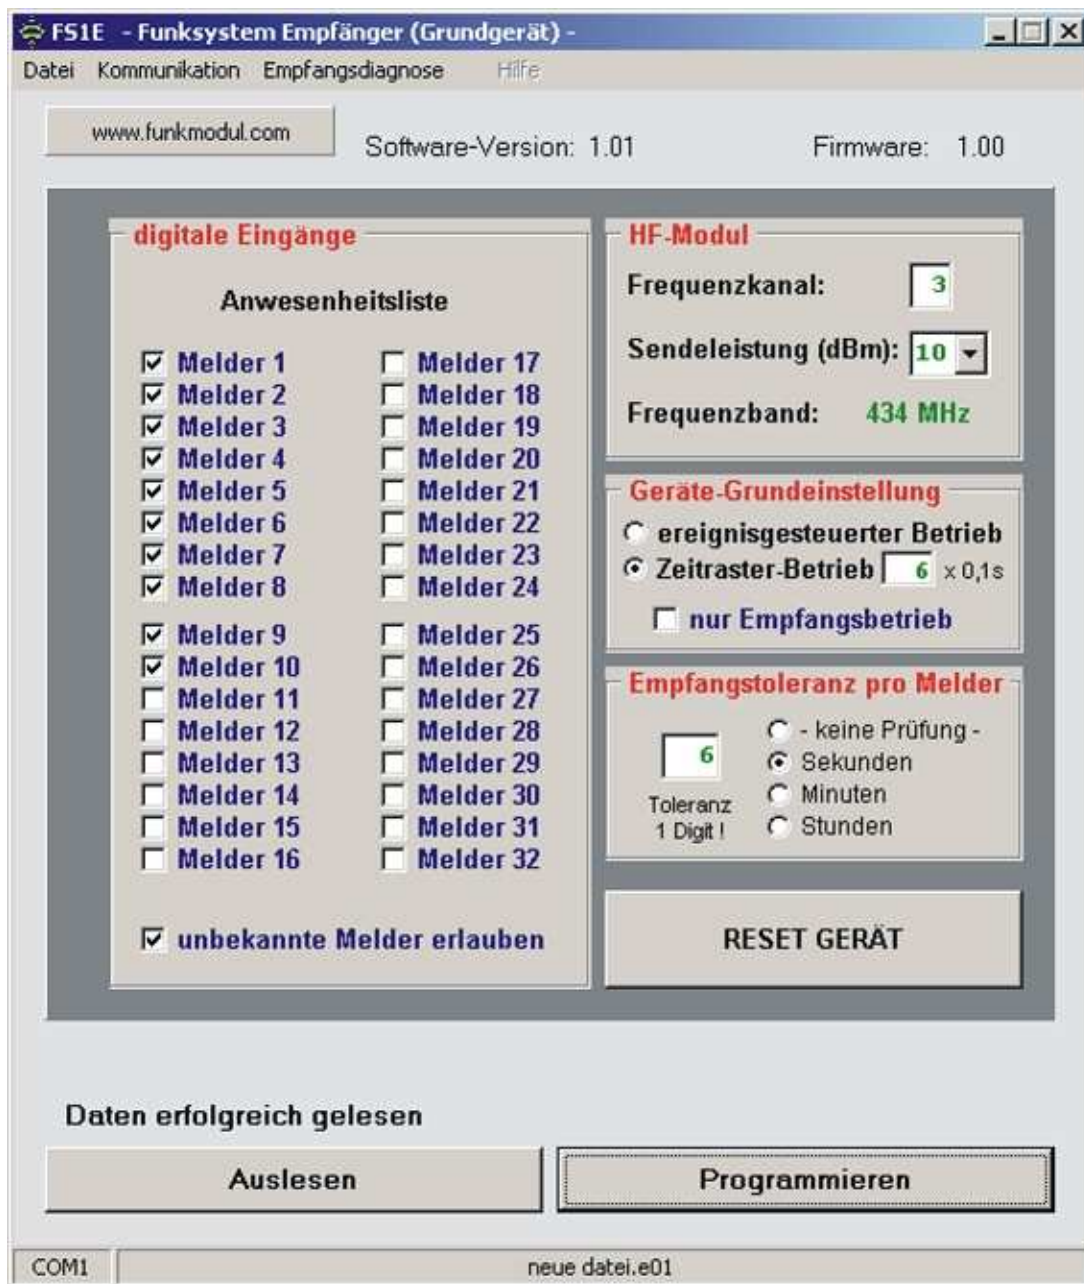 FS1E - Funksystem Empfänger (Grundgerät) -
Datei Kommunikation Empfangsdiagnose Hilfe
www.funkmodul.com
Software-Version: 1.01
Firmware: 1.00
digitale Eingänge
Anwesenheitsliste
Melder 1
Melder 2
Melder 3
Melder 4
Melder 5
Melder 6
Melder 7
Melder 8
Melder 9
Melder 10
Melder 11
Melder 12
Melder 13
Melder 14
Melder 15
Melder 16
Melder 17
Melder 18
Melder 19
Melder 20
Melder 21
Melder 22
Melder 23
Melder 24
Melder 25
Melder 26
Melder 27
Melder 28
Melder 29
Melder 30
Melder 31
Melder 32
unbekannte Melder erlauben
HF-Modul
Frequenzkanal: 3
Sendeleistung (dBm): 10
Frequenzband: 434 MHz
Geräte-Grundeinstellung
ereignisgesteuerter Betrieb
Zeitraster-Betrieb 6 x 0,1s
nur Empfangsbetrieb
Empfangstoleranz pro Melder
6
Toleranz
1 Digit !
- keine Prüfung -
Sekunden
Minuten
Stunden
RESET GERÄT
Daten erfolgreich gelesen
Auslesen
Programmieren
COM1
neue datei.e01